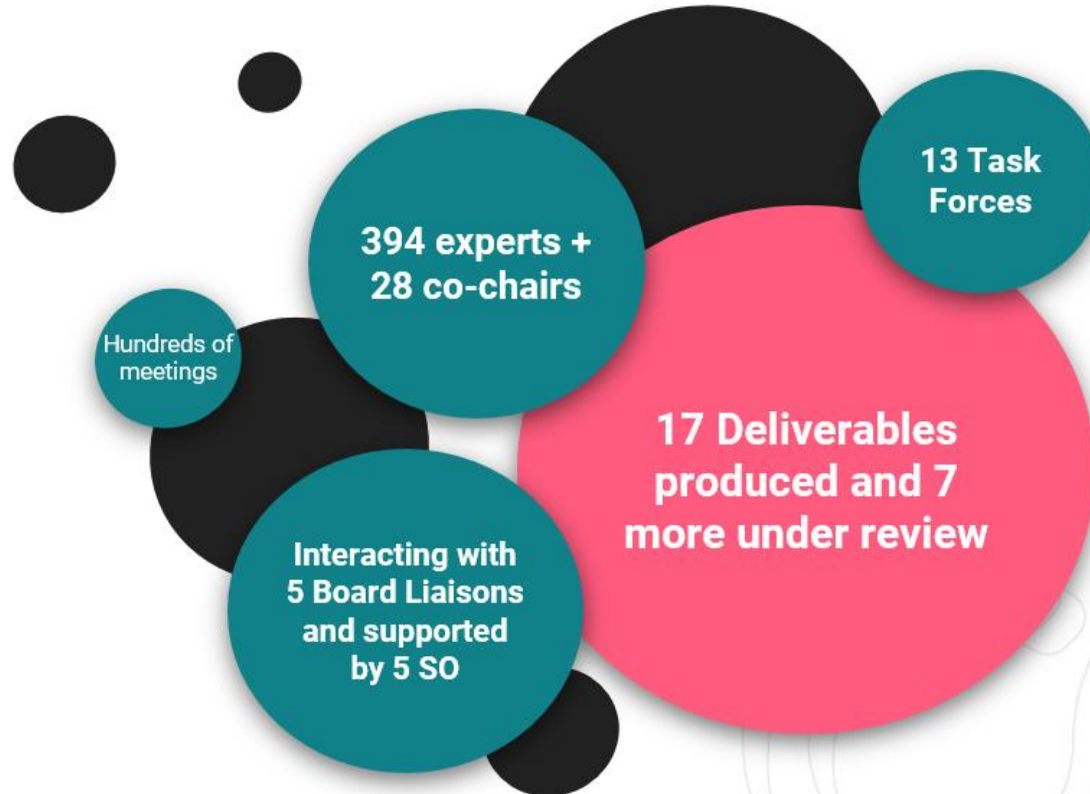 13 Task
Forces
394 experts +
28 co-chairs
Hundreds of
meetings
17 Deliverables
produced and 7
more under review
Interacting with
5 Board Liaisons
and supported
by 5 SO